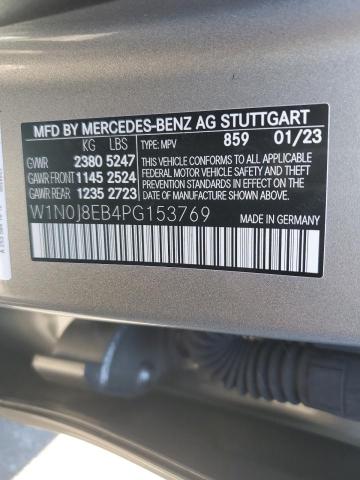 MFD BY MERCEDES-BENZ AG STUTTGART
KG LBS TYPE: MPV 859 01/23
GVWR 2380 5247 THIS VEHICLE CONFORMS TO ALL APPLICABLE
GAWR FRONT 1145 2524 FEDERAL MOTOR VEHICLE SAFETY AND
GAWR REAR 1235 2723 THEFT PREVENTION STANDARDS IN EFFECT ON
THE DATE OF MANUFACTURE SHOWN ABOVE.
W1N0J8EB4PG153769 MADE IN GERMANY